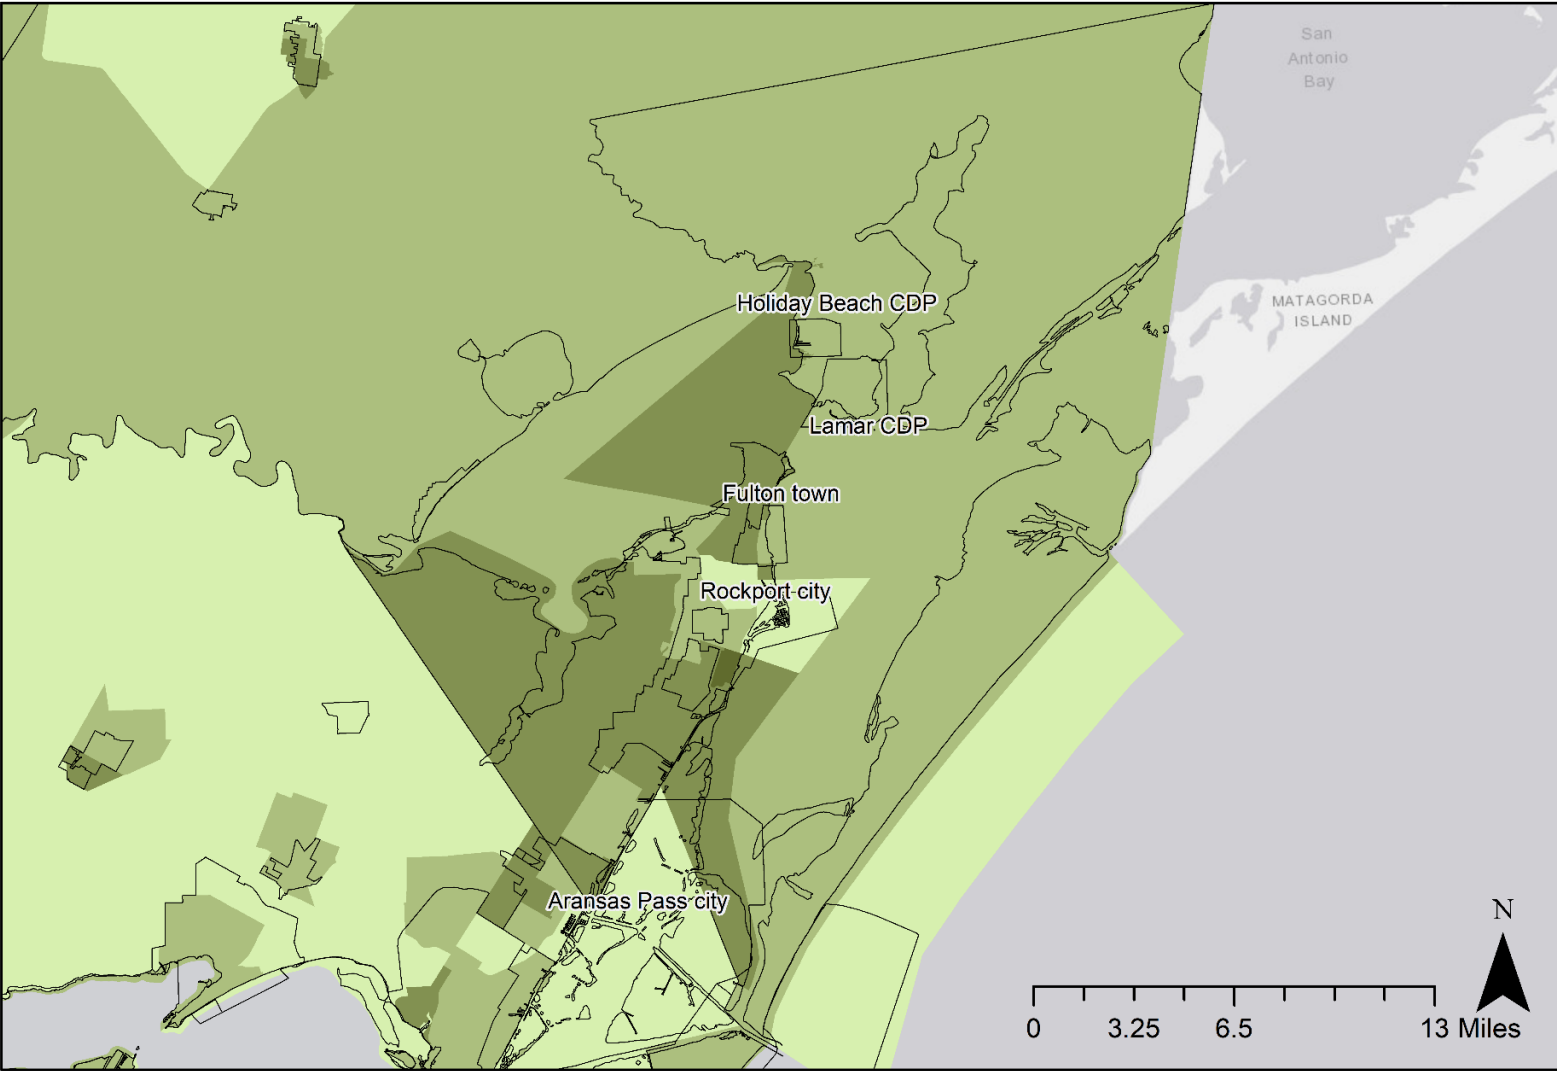 San
Antonio
Bay
Holiday Beach CDP
MATAGORDA
ISLAND
Lamar CDP
Fulton town
Rockport city
Aransas Pass city
N
0 3.25 6.5 13 Miles